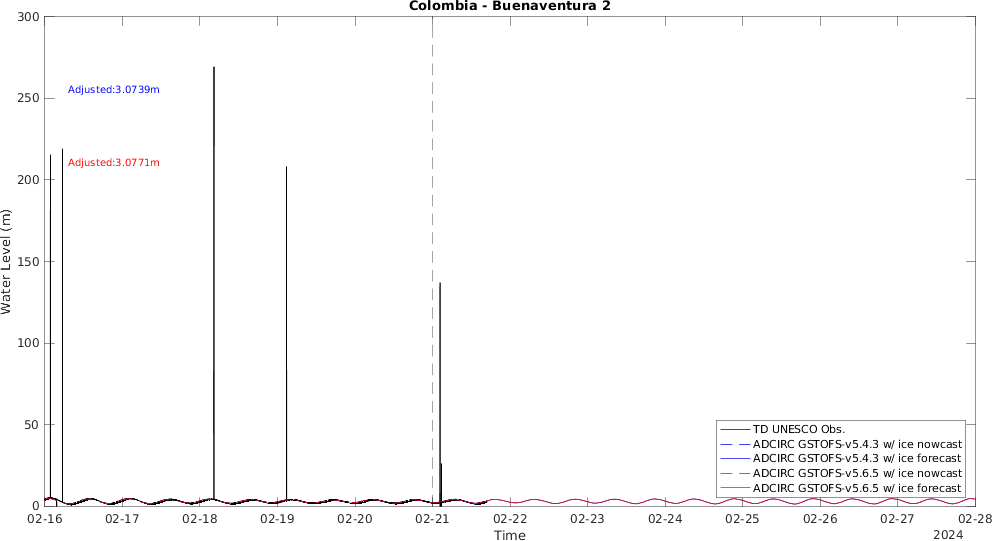 Colombia - Buenaventura 2
300
250
200
150
100
50
0
Water Level (m)
Adjusted:3.0739m
Adjusted:3.0771m
TD UNESCO Obs.
ADCIRC GSTOFS-v5.4.3 w/ ice nowcast
ADCIRC GSTOFS-v5.4.3 w/ ice forecast
ADCIRC GSTOFS-v5.6.5 w/ ice nowcast
ADCIRC GSTOFS-v5.6.5 w/ ice forecast
02-16 02-17 02-18 02-19 02-20 02-21 02-22 02-23 02-24 02-25 02-26 02-27 02-28
Time
2024